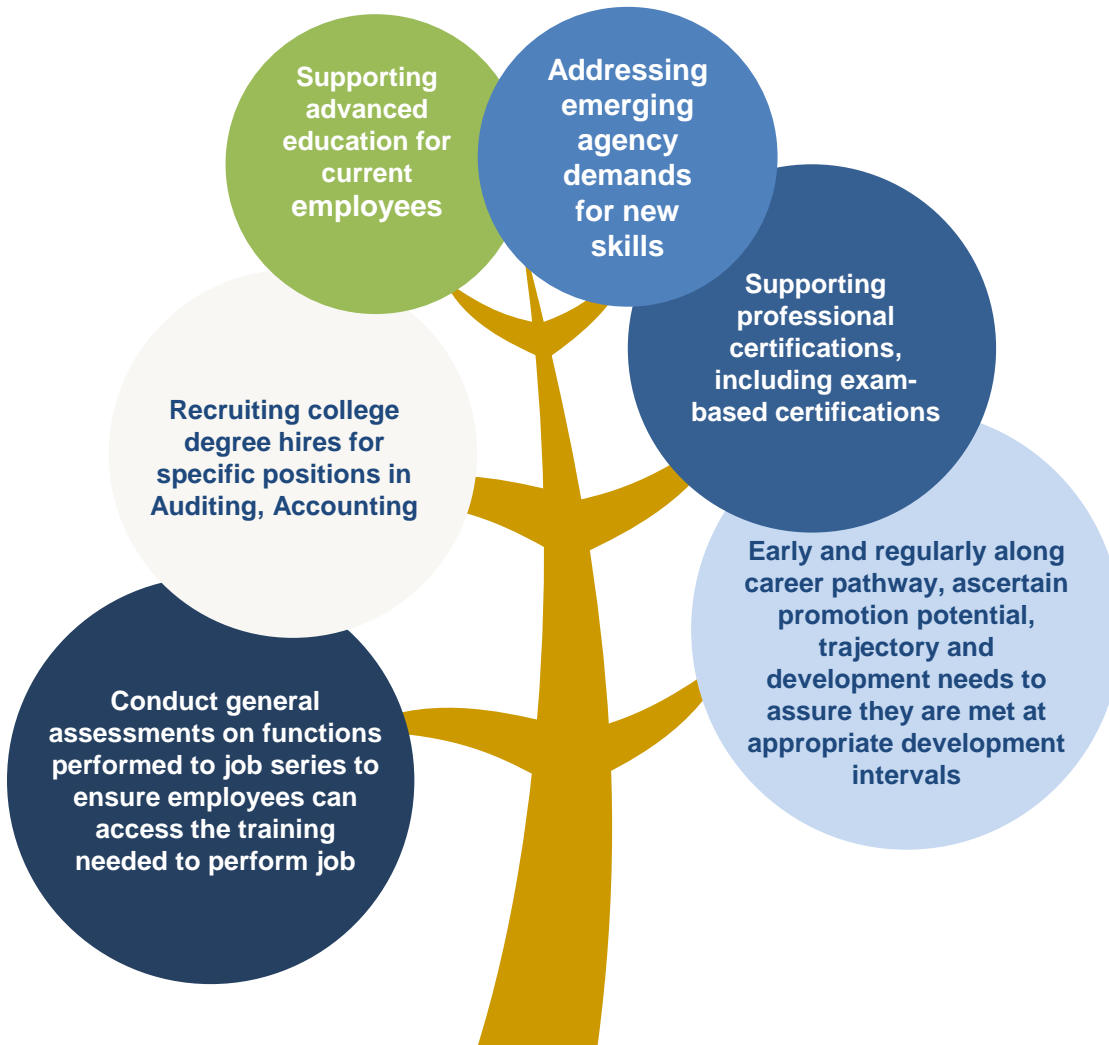 Supporting
advanced
education for
current
employees
Addressing
emerging
agency
demands
for new
skills
Supporting
professional
certifications,
including exam-
based certifications
Recruiting college
degree hires for
specific positions in
Auditing, Accounting
Early and regularly along
career pathway, ascertain
promotion potential,
trajectory and
development needs to
assure they are met at
appropriate development
intervals
Conduct general
assessments on functions
performed to job series to
ensure employees can
access the training
needed to perform job